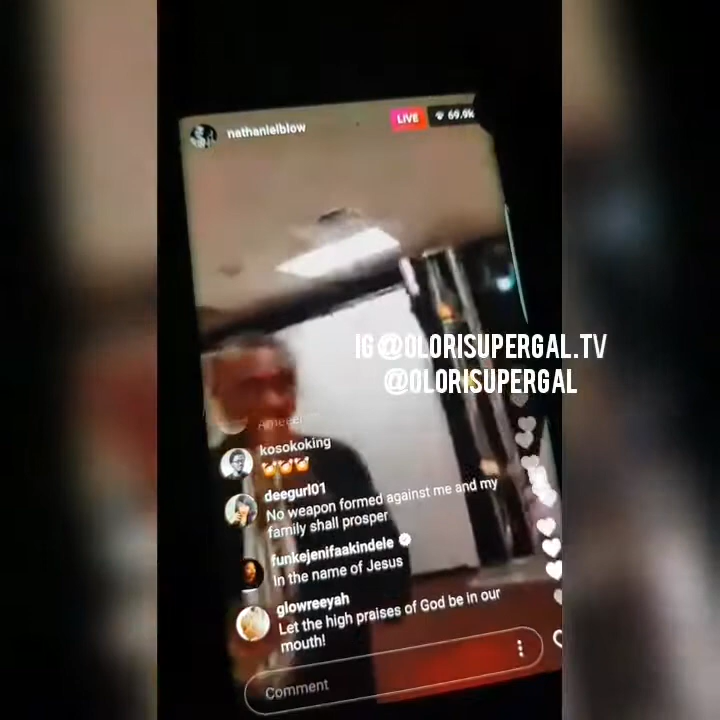 nathanielblow
LIVE
69.9k
IG@OLORISUPERGAL.TV
@OLORISUPERGAL
kosokoking
deegurl01
No weapon formed against me and my
family shall prosper
funkejenifaakindele
In the name of Jesus
glowreeyah
Let the high praises of God be in our
mouth!
Comment